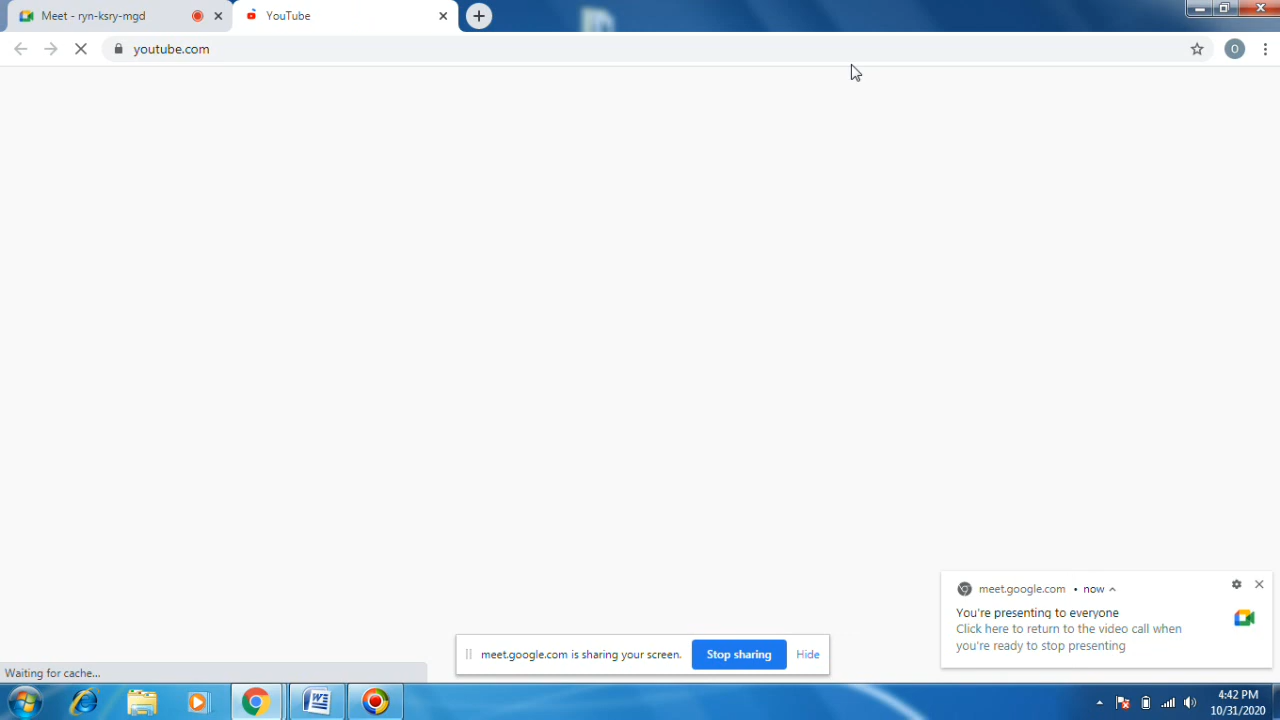 Meet - ryn-ksry-mgd
YouTube
youtube.com
O
meet.google.com • now
You're presenting to everyone
Click here to return to the video call when
you're ready to stop presenting
meet.google.com is sharing your screen.
Stop sharing
Hide
Waiting for cache...
4:42 PM
10/31/2020